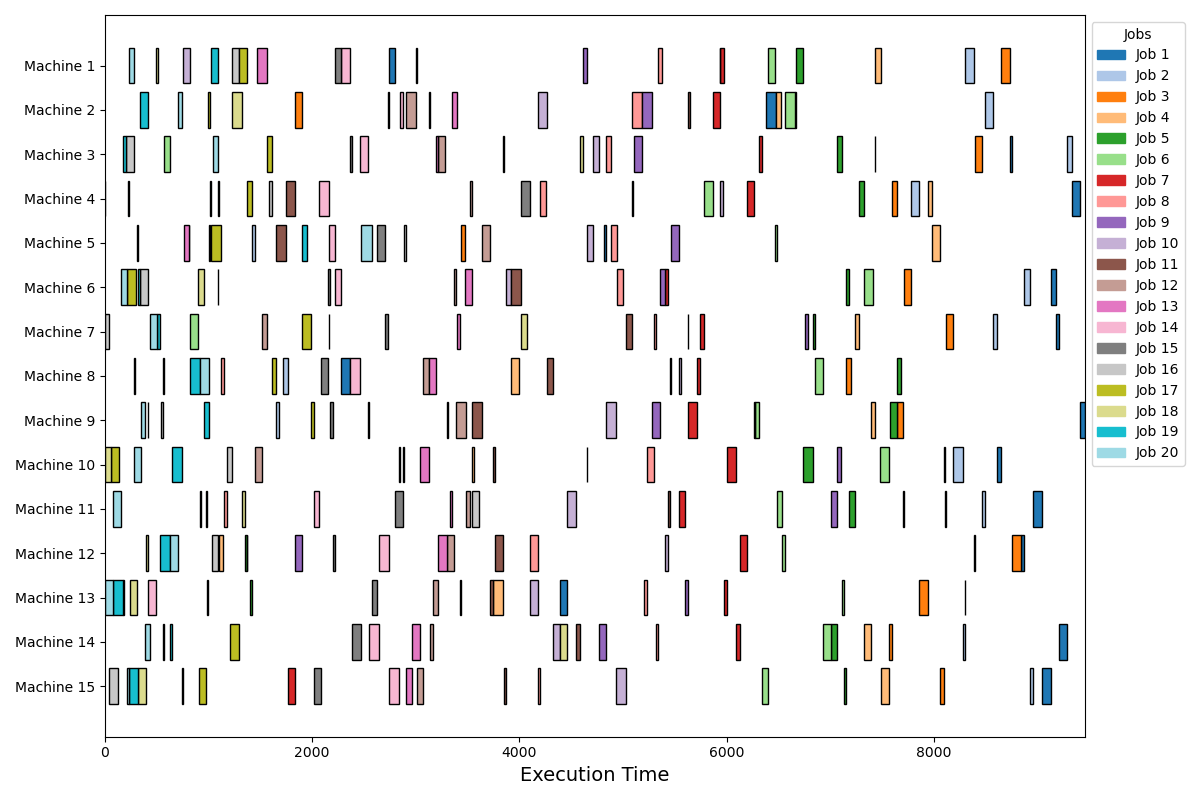 Machine 1
Machine 2
Machine 3
Machine 4
Machine 5
Machine 6
Machine 7
Machine 8
Machine 9
Machine 10
Machine 11
Machine 12
Machine 13
Machine 14
Machine 15
0 2000 4000 6000 8000
Execution Time
Jobs
Job 1
Job 2
Job 3
Job 4
Job 5
Job 6
Job 7
Job 8
Job 9
Job 10
Job 11
Job 12
Job 13
Job 14
Job 15
Job 16
Job 17
Job 18
Job 19
Job 20